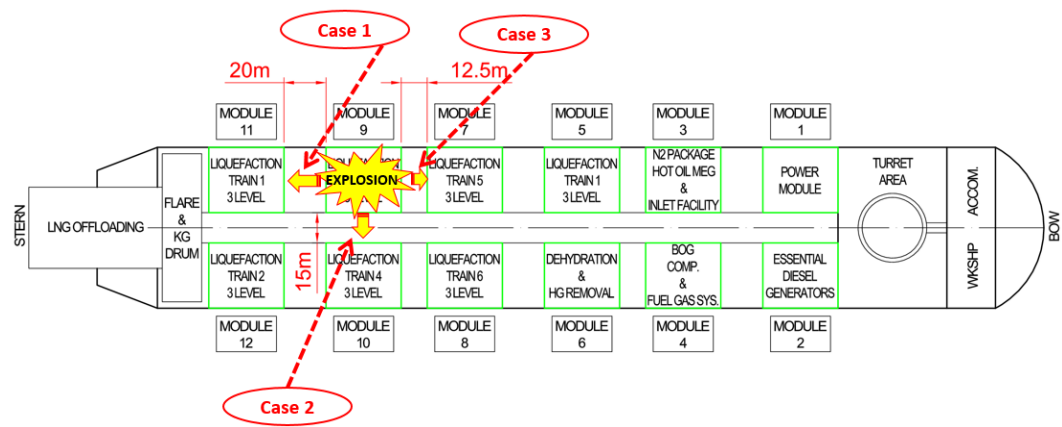 Case 1
Case 3
20m
12.5m
MODULE
11
MODULE
9
MODULE
7
MODULE
5
MODULE
3
MODULE
1
LIQUEFACTION
TRAIN 1
3 LEVEL
EXPLOSION
LIQUEFACTION
TRAIN 5
3 LEVEL
LIQUEFACTION
TRAIN 1
3 LEVEL
N2 PACKAGE
HOT OIL MEG
&
INLET FACILITY
POWER
MODULE
TURRET
AREA
ACCOM.
STERN
LNG OFFLOADING
FLARE
&
KG
DRUM
15m
BOW
WKSHP
LIQUEFACTION
TRAIN 2
3 LEVEL
LIQUEFACTION
TRAIN 4
3 LEVEL
LIQUEFACTION
TRAIN 6
3 LEVEL
DEHYDRATION
&
HG REMOVAL
BOG
COMP.
&
FUEL GAS SYS.
ESSENTIAL
DIESEL
GENERATORS
MODULE
12
MODULE
10
MODULE
8
MODULE
6
MODULE
4
MODULE
2
Case 2